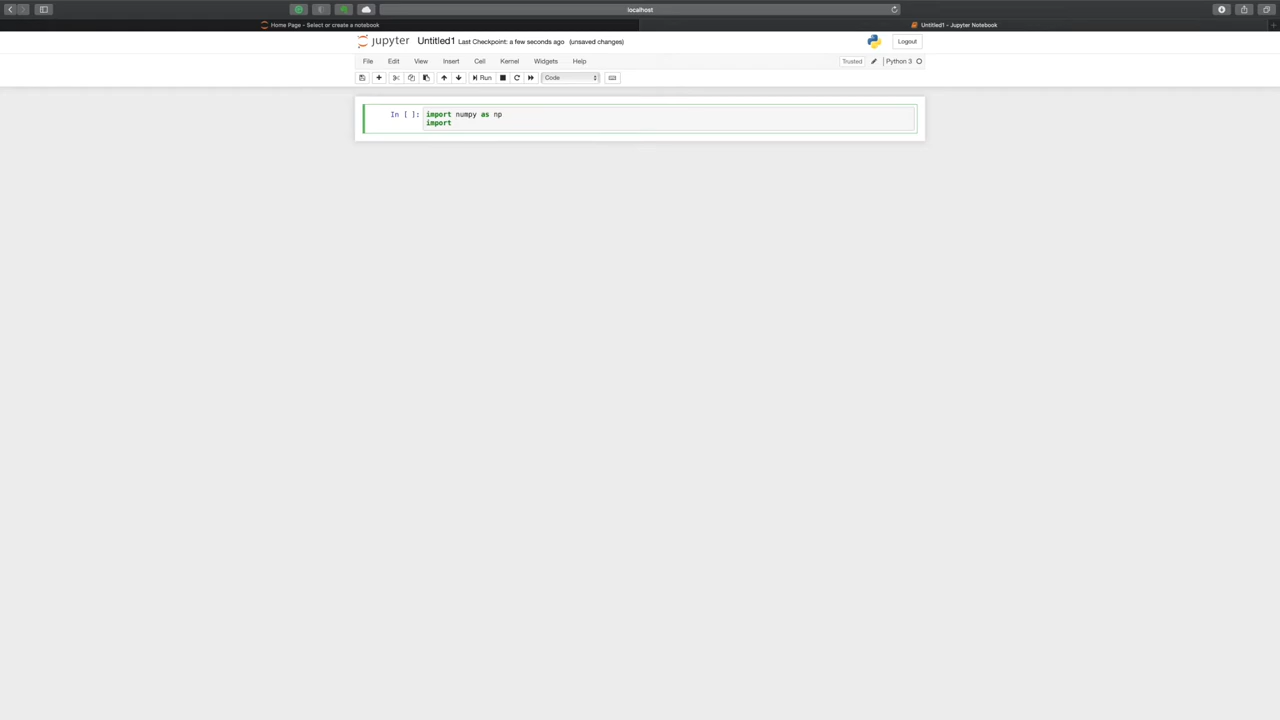 localhost
Home Page - Select or create a notebook
Untitled1 - Jupyter Notebook
jupyter Untitled1 Last Checkpoint: a few seconds ago (unsaved changes)
Logout
File Edit View Insert Cell Kernel Widgets Help
Trusted Python 3
Run Code
In [ ]: import numpy as np
import